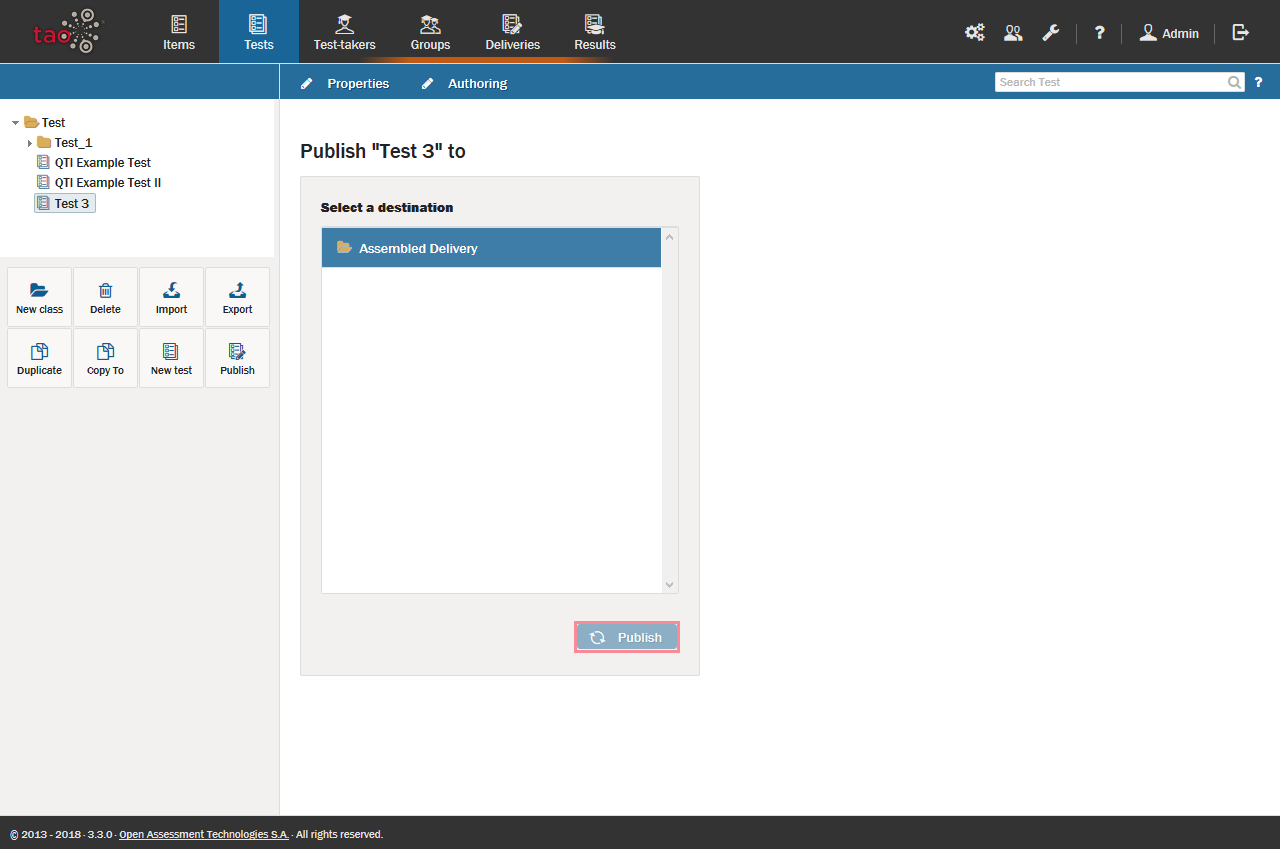 tao
Items
Tests
Test-takers
Groups
Deliveries
Results
?
Admin
Properties
Authoring
Search Test
?
Test
Test_1
QTI Example Test
QTI Example Test II
Test 3
New class
Delete
Import
Export
Duplicate
Copy To
New test
Publish
Publish "Test 3" to
Select a destination
Assembled Delivery
Publish
© 2013 - 2018 · 3.3.0 · Open Assessment Technologies S.A. · All rights reserved.